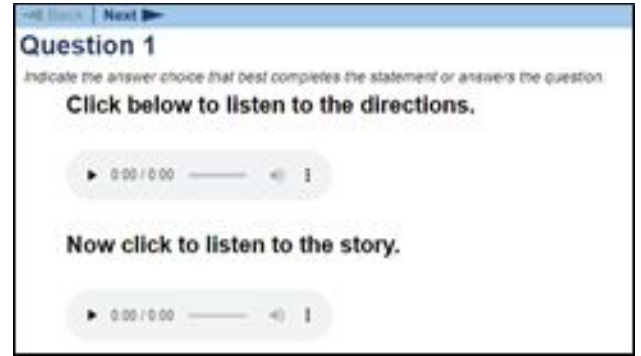 Back | Next
Question 1
Indicate the answer choice that best completes the statement or answers the question.
Click below to listen to the directions.
0:00 / 0:00
Now click to listen to the story.
0:00 / 0:00